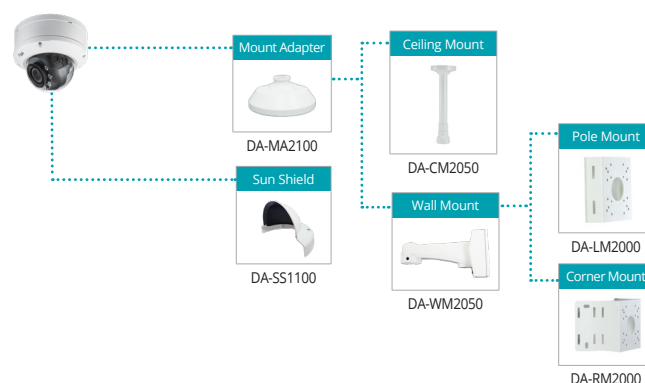 Mount Adapter
DA-MA2100
Ceiling Mount
DA-CM2050
Sun Shield
DA-SS1100
Wall Mount
DA-WM2050
Pole Mount
DA-LM2000
Corner Mount
DA-RM2000